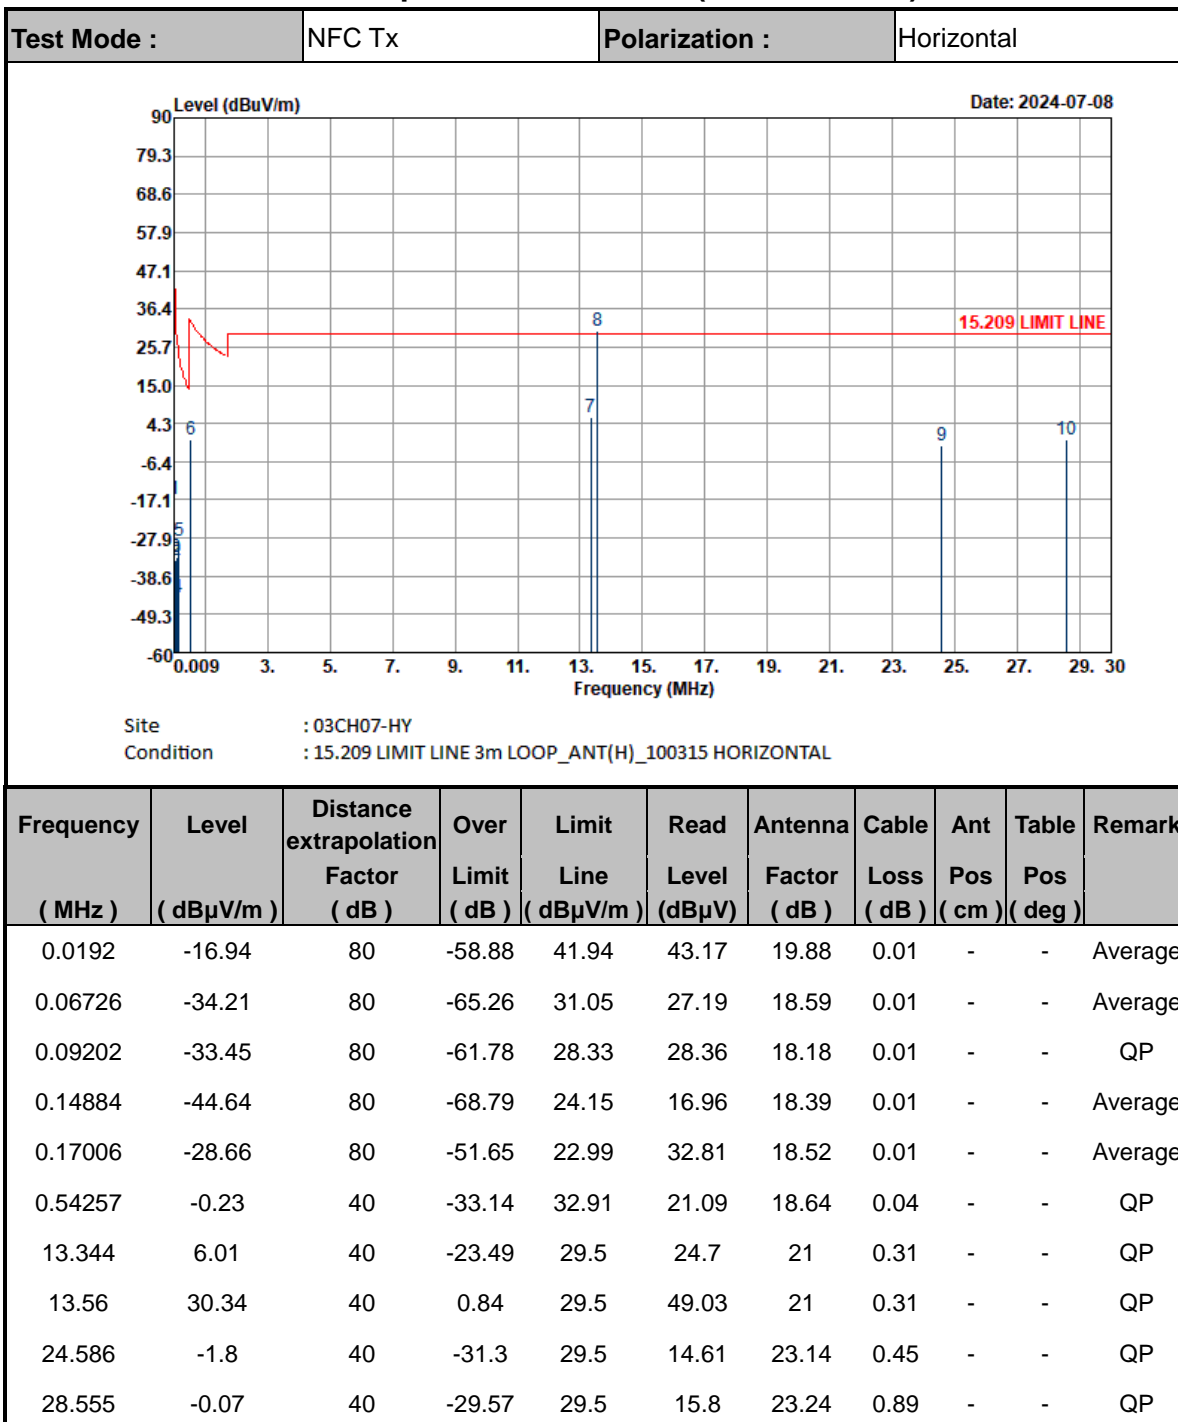 Test Mode : NFC Tx Polarization : Horizontal
Level (dBuV/m) Date: 2024-07-08
90
79.3
68.6
57.9
47.1
36.4
25.7
15.0
4.3
-6.4
-17.1
-27.9
-38.6
-49.3
-60
8
15.209 LIMIT LINE
7
6
9
10
5
0.009 3. 5. 7. 9. 11. 13. 15. 17. 19. 21. 23. 25. 27. 29. 30
Frequency (MHz)
Site : 03CH07-HY
Condition : 15.209 LIMIT LINE 3m LOOP_ANT(H)_100315 HORIZONTAL
Frequency Level Distance extrapolation Over Limit Read Antenna Cable Ant Table Remark
Factor Limit Line Level Factor Loss Pos Pos
( MHz ) ( dBµV/m ) ( dB ) ( dB ) ( dBµV/m ) (dBµV) ( dB ) ( dB ) ( cm ) ( deg )
0.0192 -16.94 80 -58.88 41.94 43.17 19.88 0.01 - - Average
0.06726 -34.21 80 -65.26 31.05 27.19 18.59 0.01 - - Average
0.09202 -33.45 80 -61.78 28.33 28.36 18.18 0.01 - - QP
0.14884 -44.64 80 -68.79 24.15 16.96 18.39 0.01 - - Average
0.17006 -28.66 80 -51.65 22.99 32.81 18.52 0.01 - - Average
0.54257 -0.23 40 -33.14 32.91 21.09 18.64 0.04 - - QP
13.344 6.01 40 -23.49 29.5 24.7 21 0.31 - - QP
13.56 30.34 40 0.84 29.5 49.03 21 0.31 - - QP
24.586 -1.8 40 -31.3 29.5 14.61 23.14 0.45 - - QP
28.555 -0.07 40 -29.57 29.5 15.8 23.24 0.89 - - QP